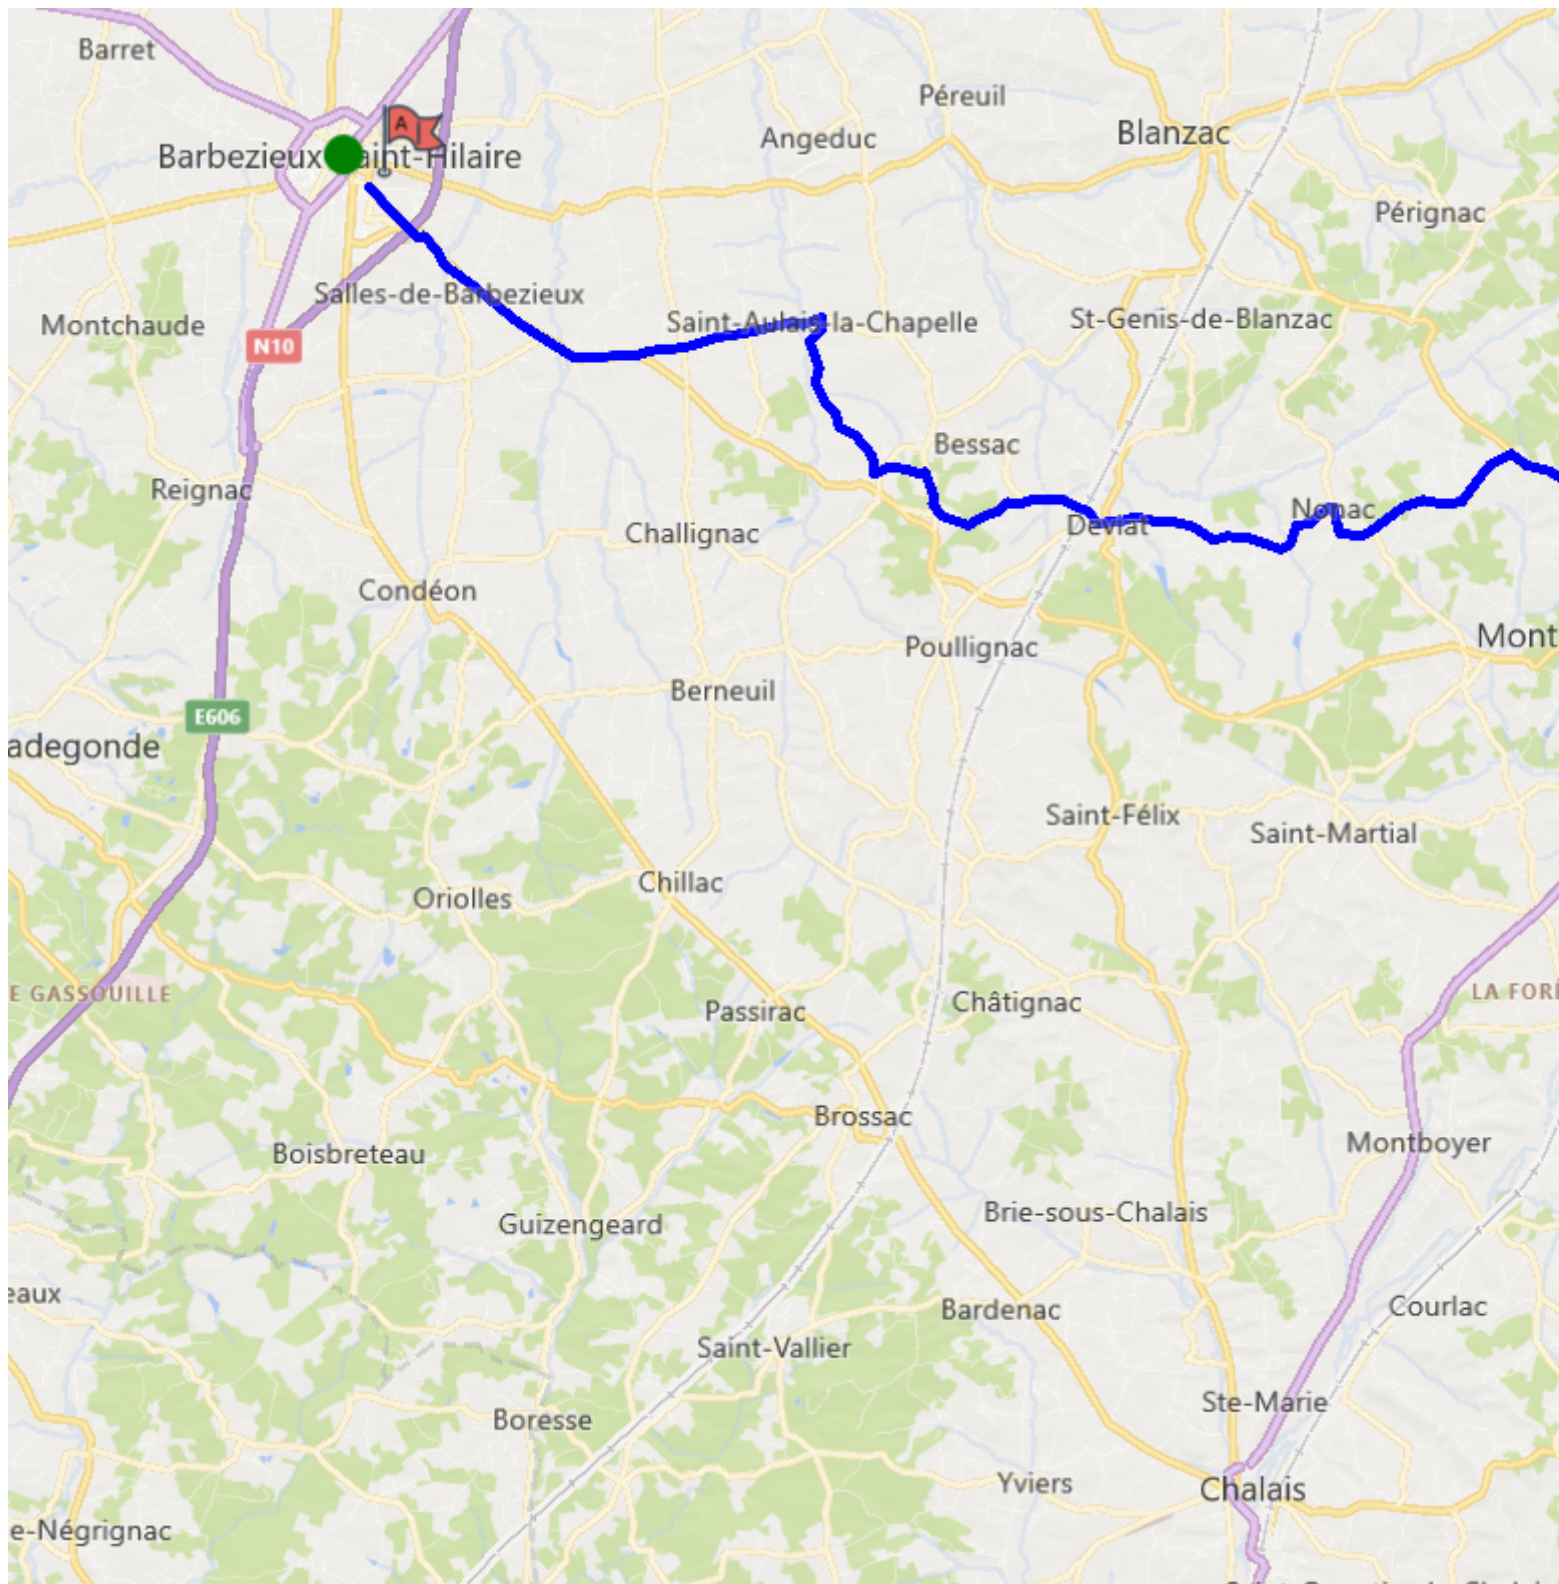 Barret
Péreuil
A
Angeduc
Blanzac
Barbezieux-Saint-Hilaire
Pérignac
Salles-de-Barbezieux
Montchaude
Saint-Aulais-la-Chapelle
St-Genis-de-Blanzac
N10
Bessac
Reignac
Nonac
Deviat
Challignac
Condéon
Poullignac
Mont
Berneuil
E606
adegonde
Saint-Félix
Saint-Martial
Chillac
Oriolles
E GASSOUILLE
LA FORÊ
Châtignac
Passirac
Brossac
Montboyer
Boisbreteau
Brie-sous-Chalais
Guizengeard
eaux
Courlac
Bardenac
Saint-Vallier
Ste-Marie
Boresse
Yviers
Chalais
e-Négrignac